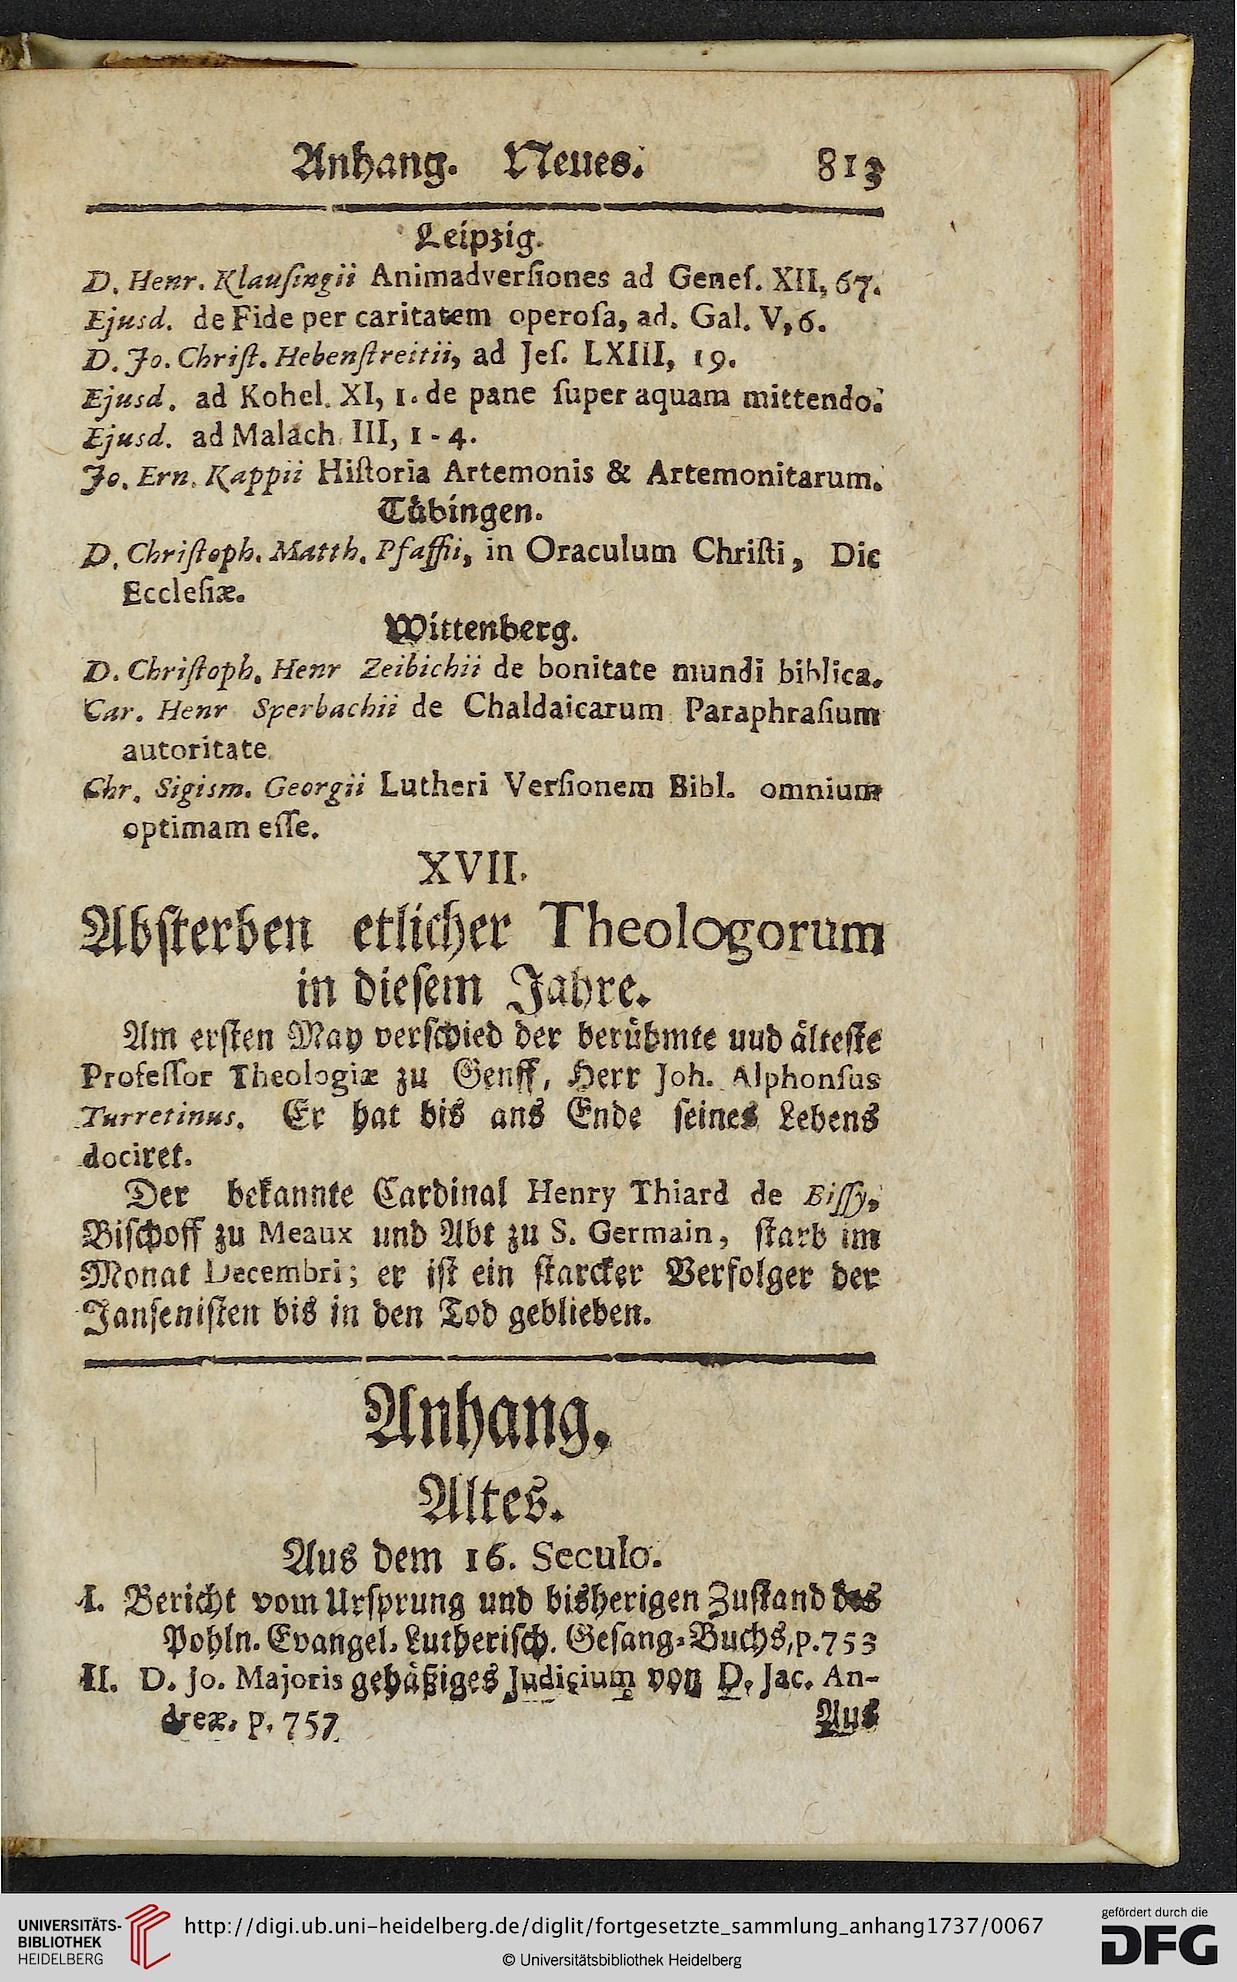 Anhang. Neues. 813
Leipzig.
D. Henr. Klauſingii Animadverſiones ad Geneſ. XII, 67.
Ejusd. de Fide per caritatem operoſa, ad. Gal. V, 6.
D. Jo. Chriſt. Hebenſtreitii, ad Jeſ. LXIII, 19.
Ejusd. ad Kohel. XI, 1. de pane ſuper aquam mittendo.
Ejusd. ad Malach. III, 1-4.
Jo. Ern. Kappii Hiſtoria Artemonis & Artemonitarum.
Tübingen.
D. Chriſtoph. Matth. Pfaffii, in Oraculum Chriſti, Dic
Eccleſiæ.
Wittenberg.
D. Chriſtoph. Henr Zeibichii de bonitate mundi biblica.
Car. Henr Sperbachii de Chaldaicarum Paraphraſium
autoritate.
Chr. Sigism. Georgii Lutheri Verſionem Bibl. omnium
optimam eſſe.
XVII.
Abſterben etlicher Theologorum
in dieſem Jahre.
Am erſten May verſchied der berühmte uud älteſte
Profeſſor Theologiæ zu Genff, Herr Joh. Alphonſus
Turretinus. Er hat bis ans Ende ſeines Lebens
dociret.
Der bekannte Cardinal Henry Thiard de Biſſy,
Biſchoff zu Meaux und Abt zu S. Germain, ſtarb im
Monat Decembri; er iſt ein ſtarcker Verfolger der
Janſeniſten bis in den Tod geblieben.
Anhang.
Altes.
Aus dem 16. Seculo.
I. Bericht vom Urſprung und bisherigen Zuſtand des
Pohln. Evangel. Lutheriſch. Geſang-Buchs, p. 753
II. D. Jo. Majoris gehäßiges Judicium von D. Jac. An-
dreæ. p. 757
Aus
UNIVERSITÄTS-
BIBLIOTHEK
HEIDELBERG
http://digi.ub.uni-heidelberg.de/diglit/fortgesetzte_sammlung_anhang1737/0067
© Universitätsbibliothek Heidelberg
gefördert durch die
DFG